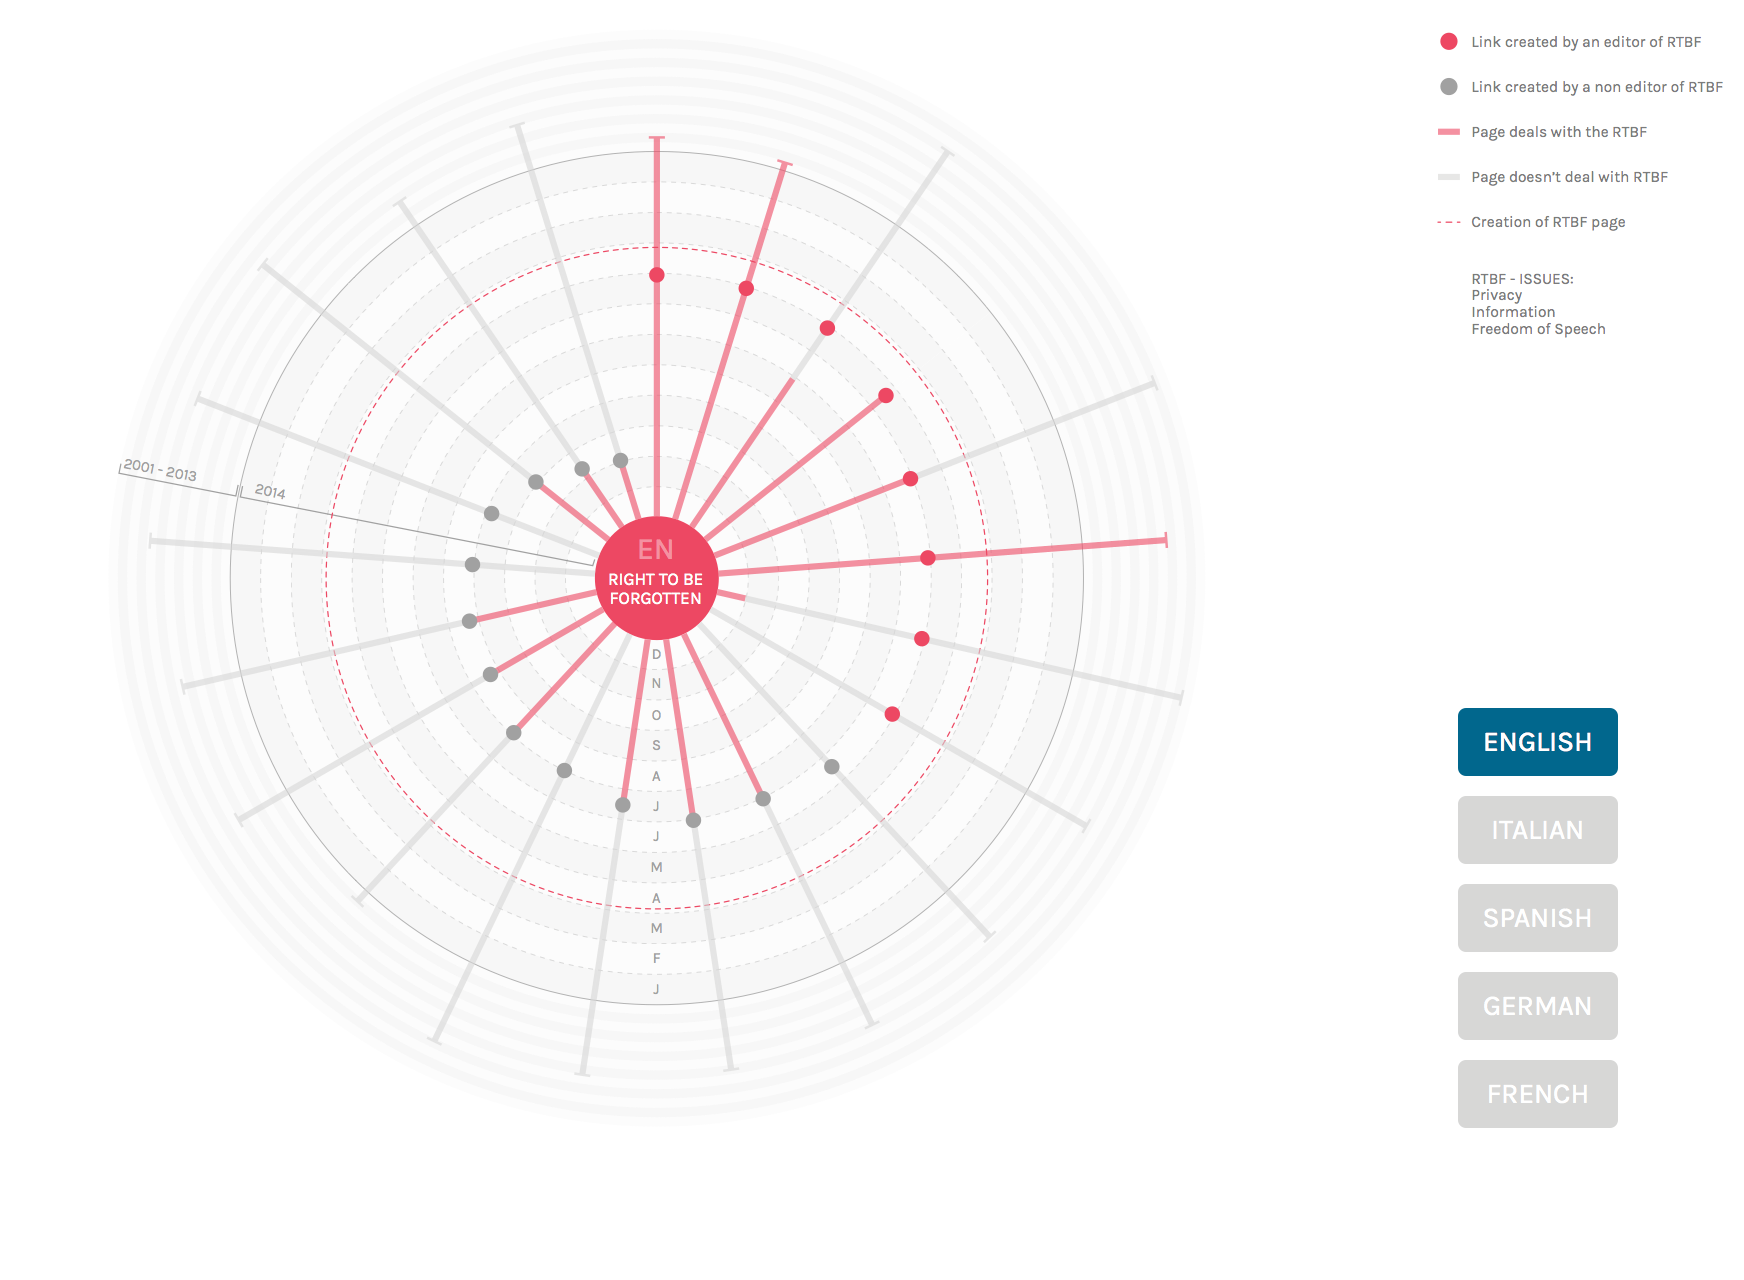 Link created by an editor of RTBF
Link created by a non editor of RTBF
Page deals with the RTBF
Page doesn't deal with RTBF
Creation of RTBF page
RTBF - ISSUES:
Privacy
Information
Freedom of Speech
2001 - 2013
2014
EN
RIGHT TO BE
FORGOTTEN
D
N
O
S
A
J
J
M
A
M
F
J
ENGLISH
ITALIAN
SPANISH
GERMAN
FRENCH